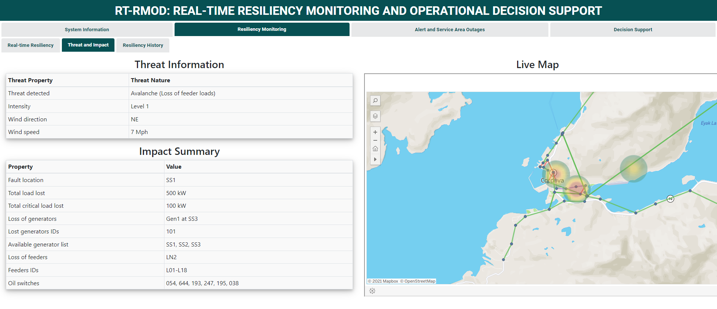 RT-RMOD: REAL-TIME RESILIENCY MONITORING AND OPERATIONAL DECISION SUPPORT
System Information Resiliency Monitoring Alert and Service Area Outages Decision Support
Real-time Resiliency Threat and Impact Resiliency History
Threat Information
Threat Property Threat Nature
Threat detected Avalanche (Loss of feeder loads)
Intensity Level 1
Wind direction NE
Wind speed 7 Mph
Impact Summary
Property Value
Fault location SS1
Total load lost 500 kW
Total critical load lost 100 kW
Loss of generators Gen1 at SS3
Lost generators IDs 101
Available generator list SS1, SS2, SS3
Loss of feeders LN2
Feeders IDs L01-L18
Oil switches 054, 644, 193, 247, 195, 038
Live Map
Eyak Lake
© 2021 Mapbox © OpenStreetMap